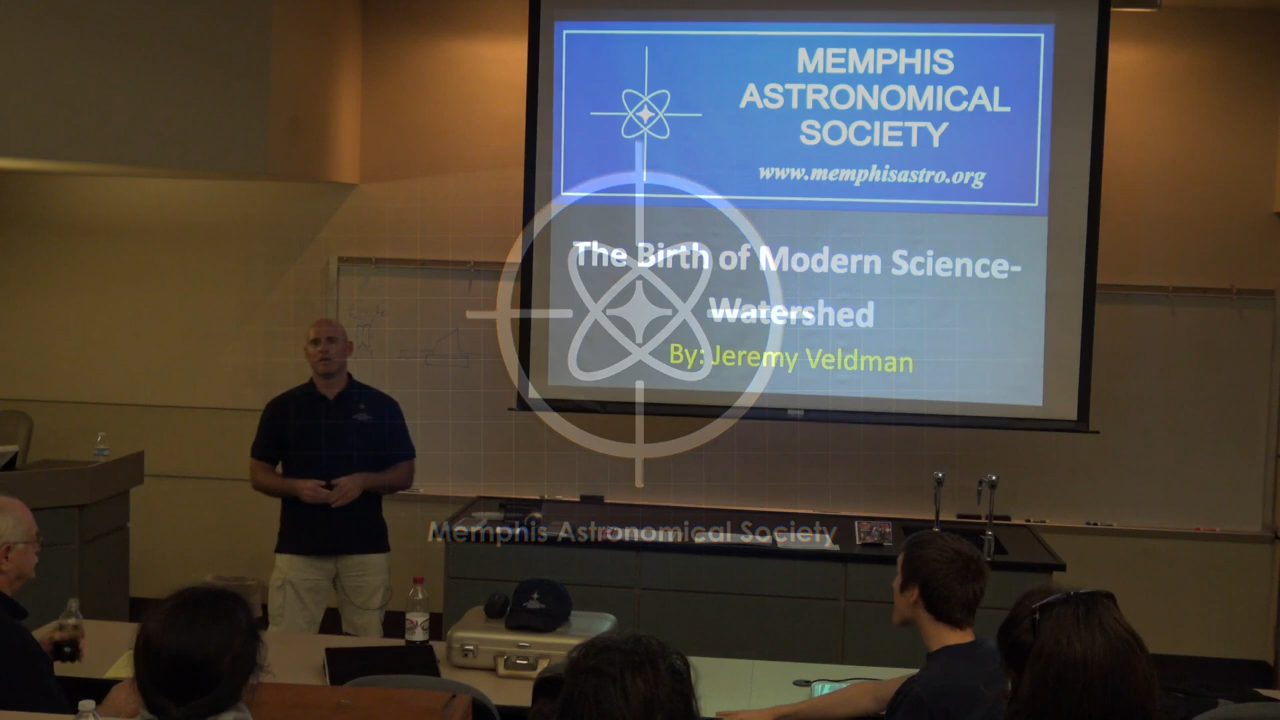 MEMPHIS
ASTRONOMICAL
SOCIETY
www.memphisastro.org
The Birth of Modern Science-
Watershed
By: Jeremy Veldman
Memphis Astronomical Society